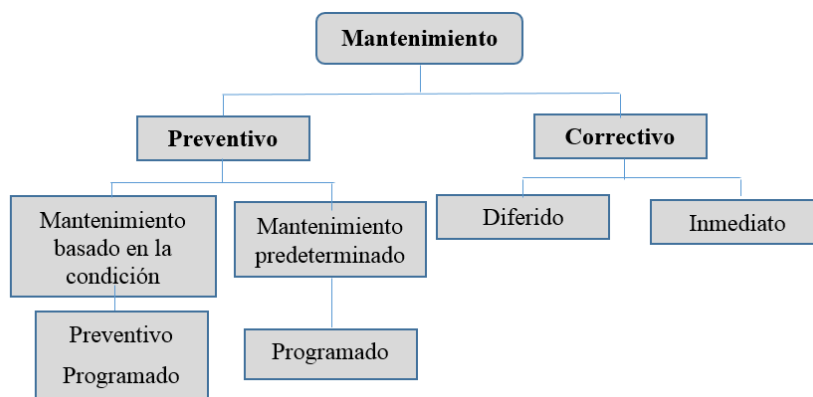 Mantenimiento
Preventivo
Correctivo
Mantenimiento
basado en la
condición
Mantenimiento
predeterminado
Diferido
Inmediato
Preventivo
Programado
Programado